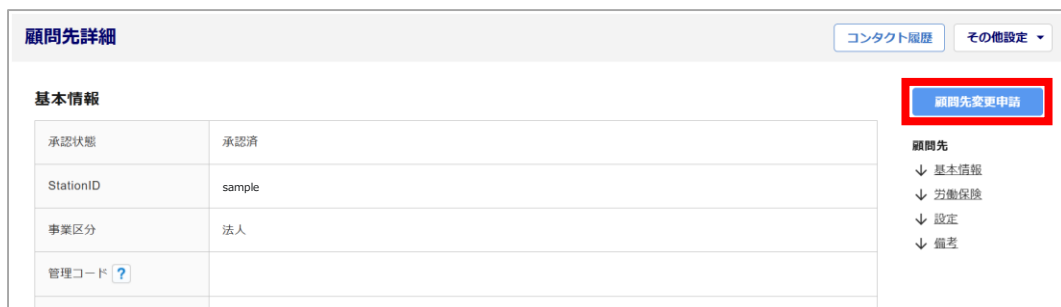 顧問先詳細
コンタクト履歴
その他設定
基本情報
顧問先変更申請
承認状態 承認済
StationID sample
事業区分 法人
管理コード ?
顧問先
↓ 基本情報
↓ 労働保険
↓ 設定
↓ 備考